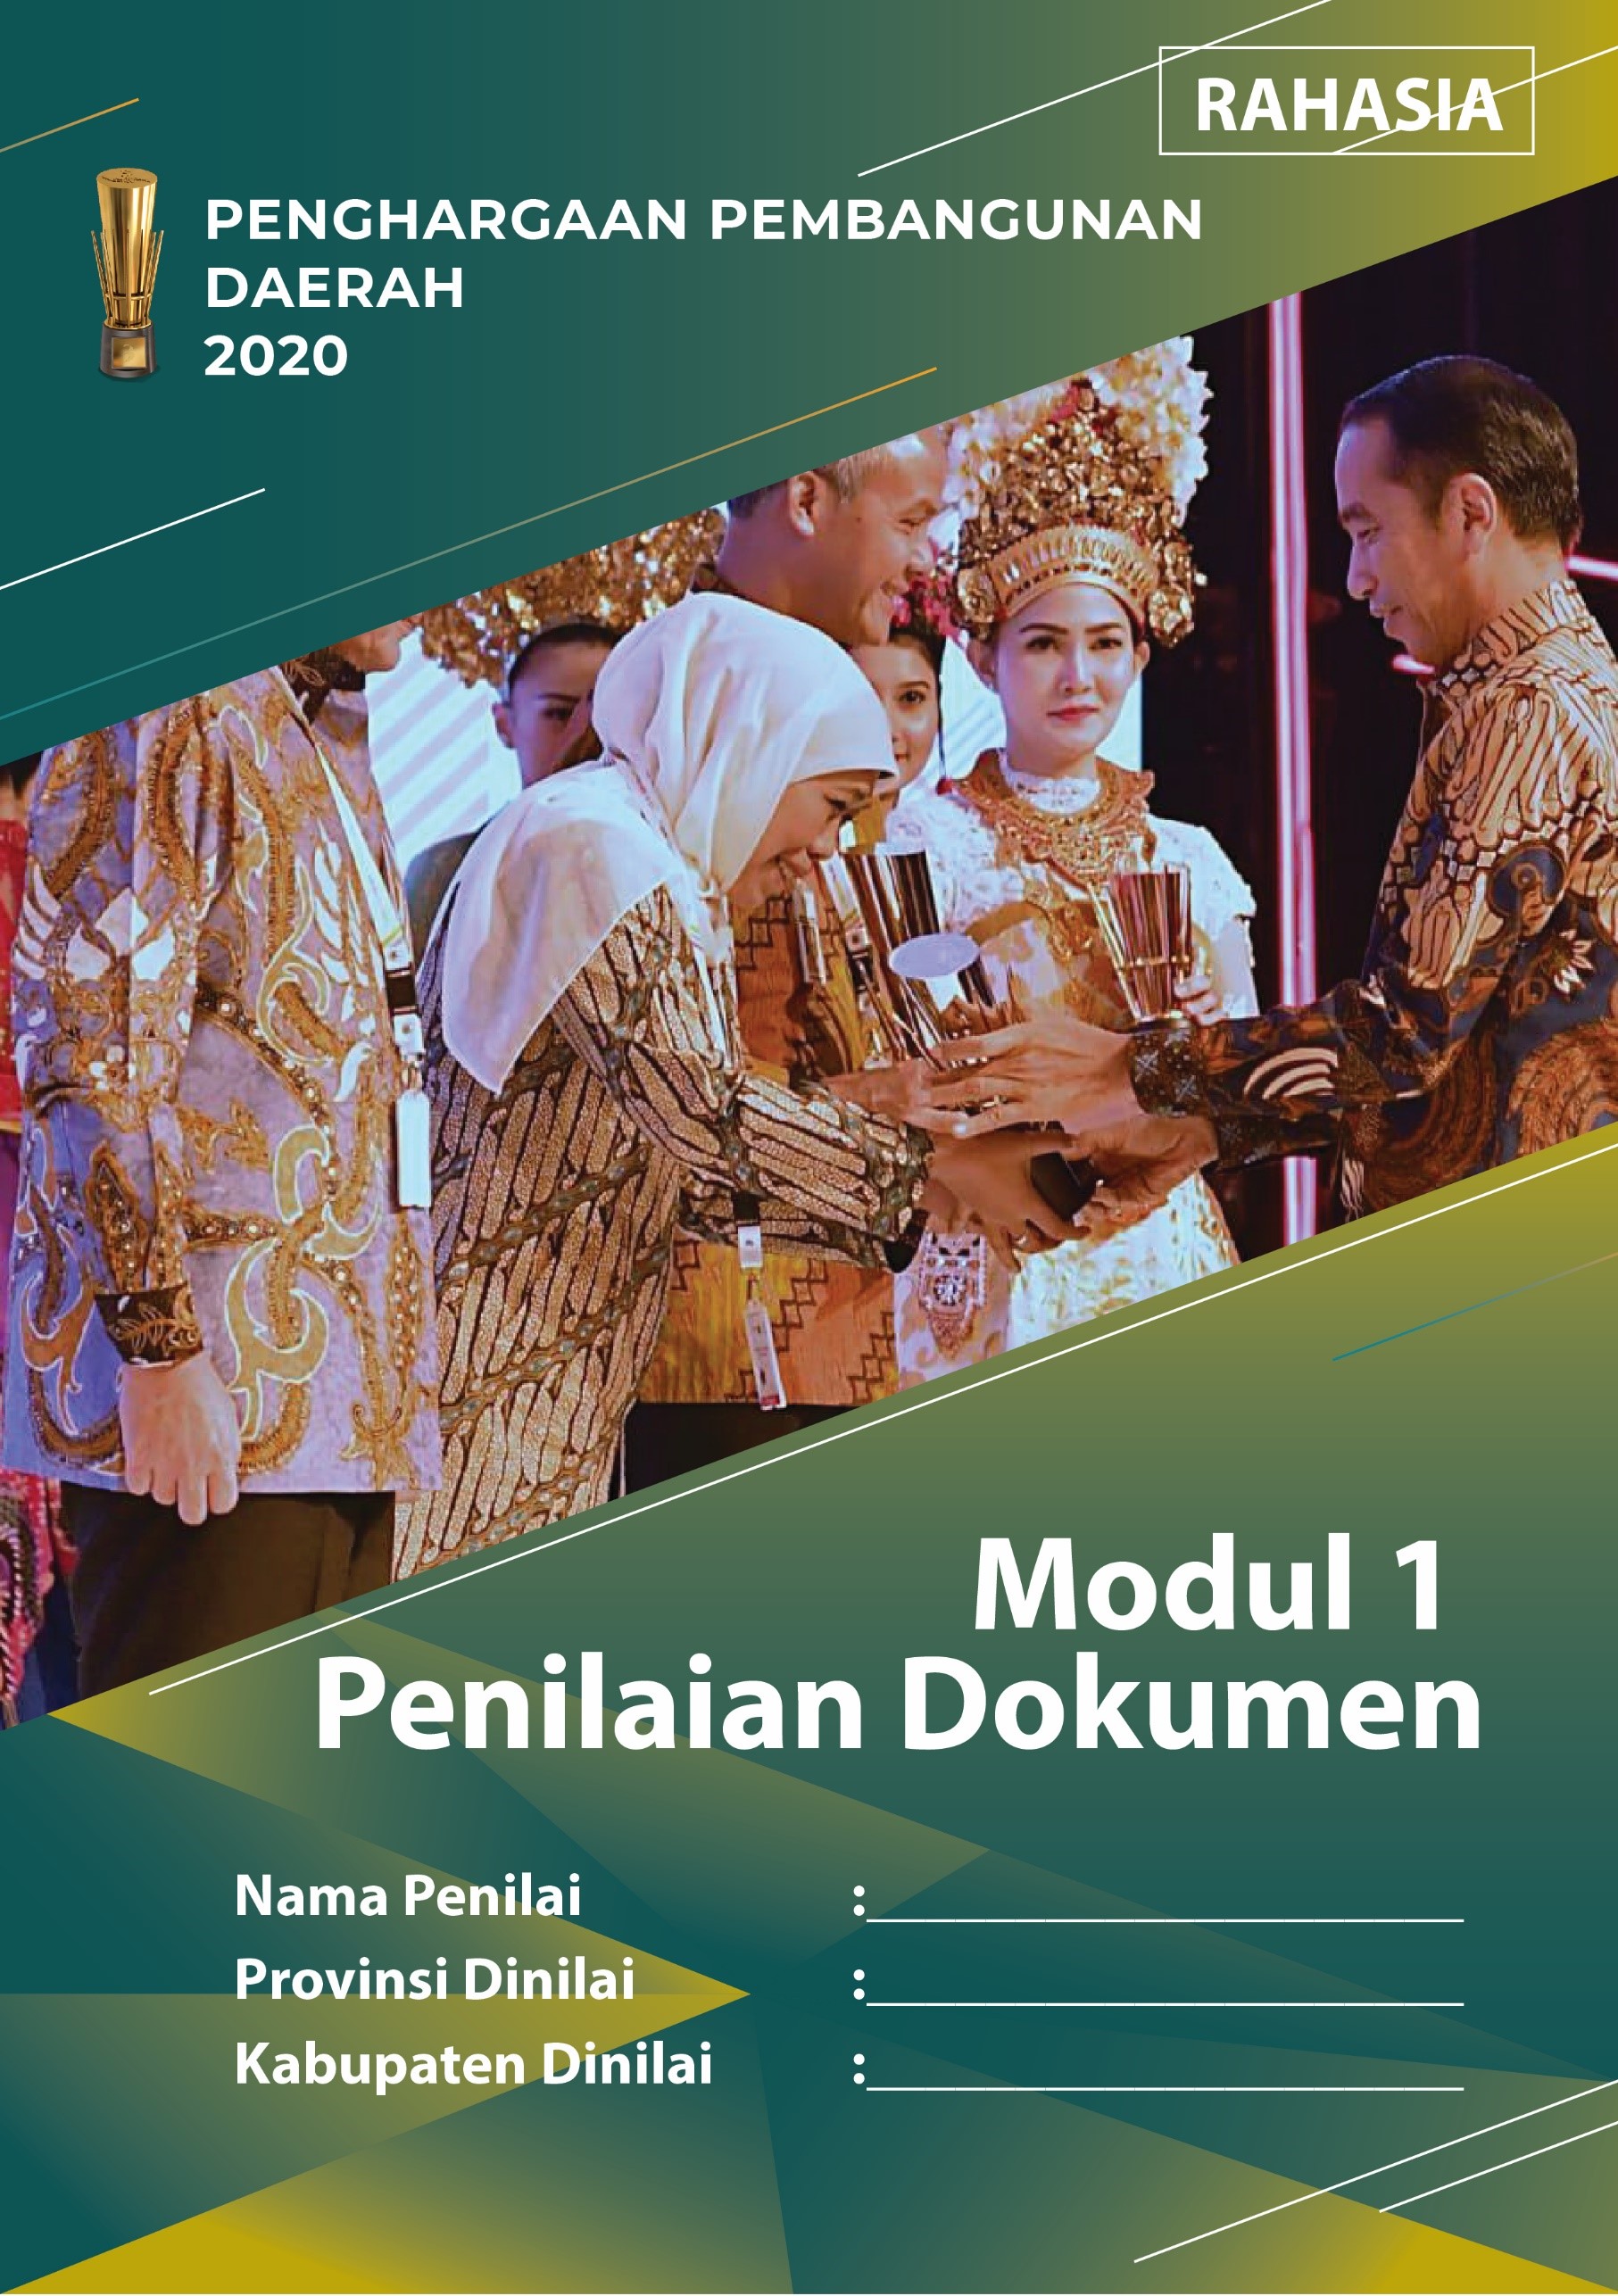 RAHASIA
PENGHARGAAN PEMBANGUNAN
DAERAH
2020
Modul 1
Penilaian Dokumen
Nama Penilai :
Provinsi Dinilai :
Kabupaten Dinilai :